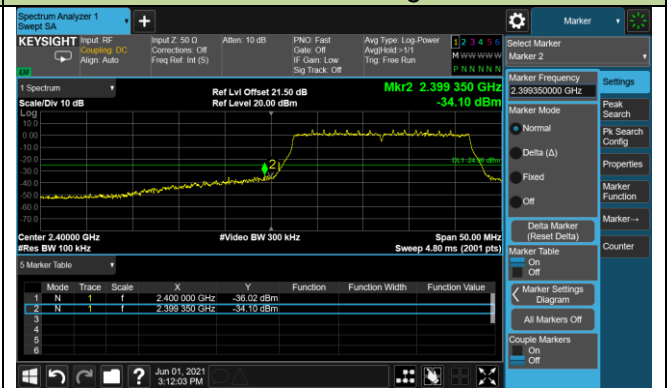 Spectrum Analyzer 1
Swept SA
Marker
KEYSIGHT
Input: RF
Coupling: DC
Align: Auto
Input Z: 50 Ω
Corrections: Off
Freq Ref: Int (S)
Atten: 10 dB
PNO: Fast
Gate: Off
IF Gain: Low
Sig Track: Off
Avg Type: Log-Power
Avg|Hold:>1/1
Trig: Free Run
1 2 3 4 5 6
M W W W W W
P N N N N N
Select Marker
Marker 2
1 Spectrum
Scale/Div 10 dB
Log
Ref Lvl Offset 21.50 dB
Ref Level 20.00 dBm
Mkr2 2.399 350 GHz
-34.10 dBm
10.0
0.00
-10.0
-20.0
-30.0
-40.0
-50.0
-60.0
-70.0
2
Center 2.40000 GHz
#Res BW 100 kHz
#Video BW 300 kHz
Span 50.00 MHz
Sweep 4.80 ms (2001 pts)
5 Marker Table
Mode Trace Scale X Y Function Function Width Function Value
1 N 1 f 2.400 000 GHz -36.02 dBm
2 N 1 f 2.399 350 GHz -34.10 dBm
3
4
5
6
Marker Frequency
2.399350000 GHz
Marker Mode
Normal
Delta (Δ)
Fixed
Off
Delta Marker
(Reset Delta)
Marker Table
On
Off
Marker Settings
Diagram
All Markers Off
Couple Markers
On
Off
Settings
Peak
Search
Pk Search
Config
Properties
Marker
Function
Marker→
Counter
Jun 01, 2021
3:12:03 PM